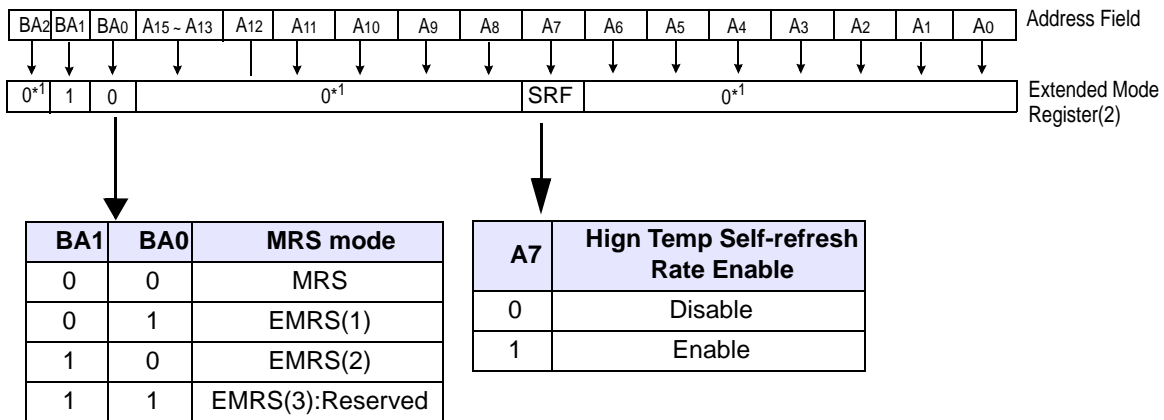 BA2 BA1 BA0 A15 ~ A13 A12 A11 A10 A9 A8 A7 A6 A5 A4 A3 A2 A1 A0 Address Field
0*1 1 0 0*1 SRF 0*1 Extended Mode
Register(2)
BA1 BA0 MRS mode
0 0 MRS
0 1 EMRS(1)
1 0 EMRS(2)
1 1 EMRS(3):Reserved
A7 Hign Temp Self-refresh
Rate Enable
0 Disable
1 Enable